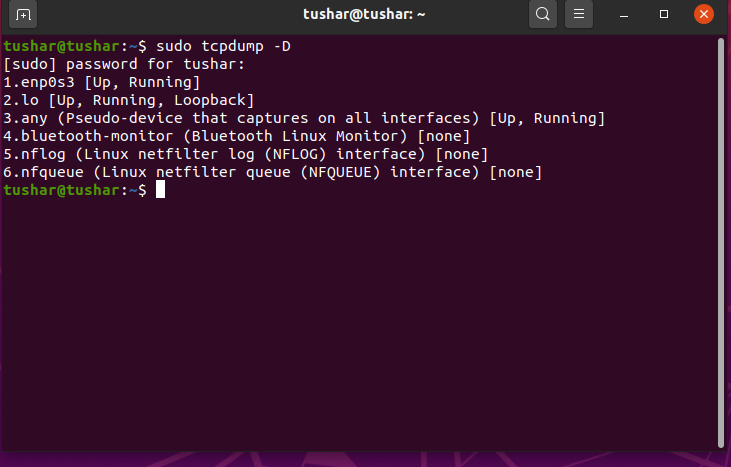 tushar@tushar: ~
tushar@tushar:~$ sudo tcpdump -D
[sudo] password for tushar:
1.enp0s3 [Up, Running]
2.lo [Up, Running, Loopback]
3.any (Pseudo-device that captures on all interfaces) [Up, Running]
4.bluetooth-monitor (Bluetooth Linux Monitor) [none]
5.nflog (Linux netfilter log (NFLOG) interface) [none]
6.nfqueue (Linux netfilter queue (NFQUEUE) interface) [none]
tushar@tushar:~$